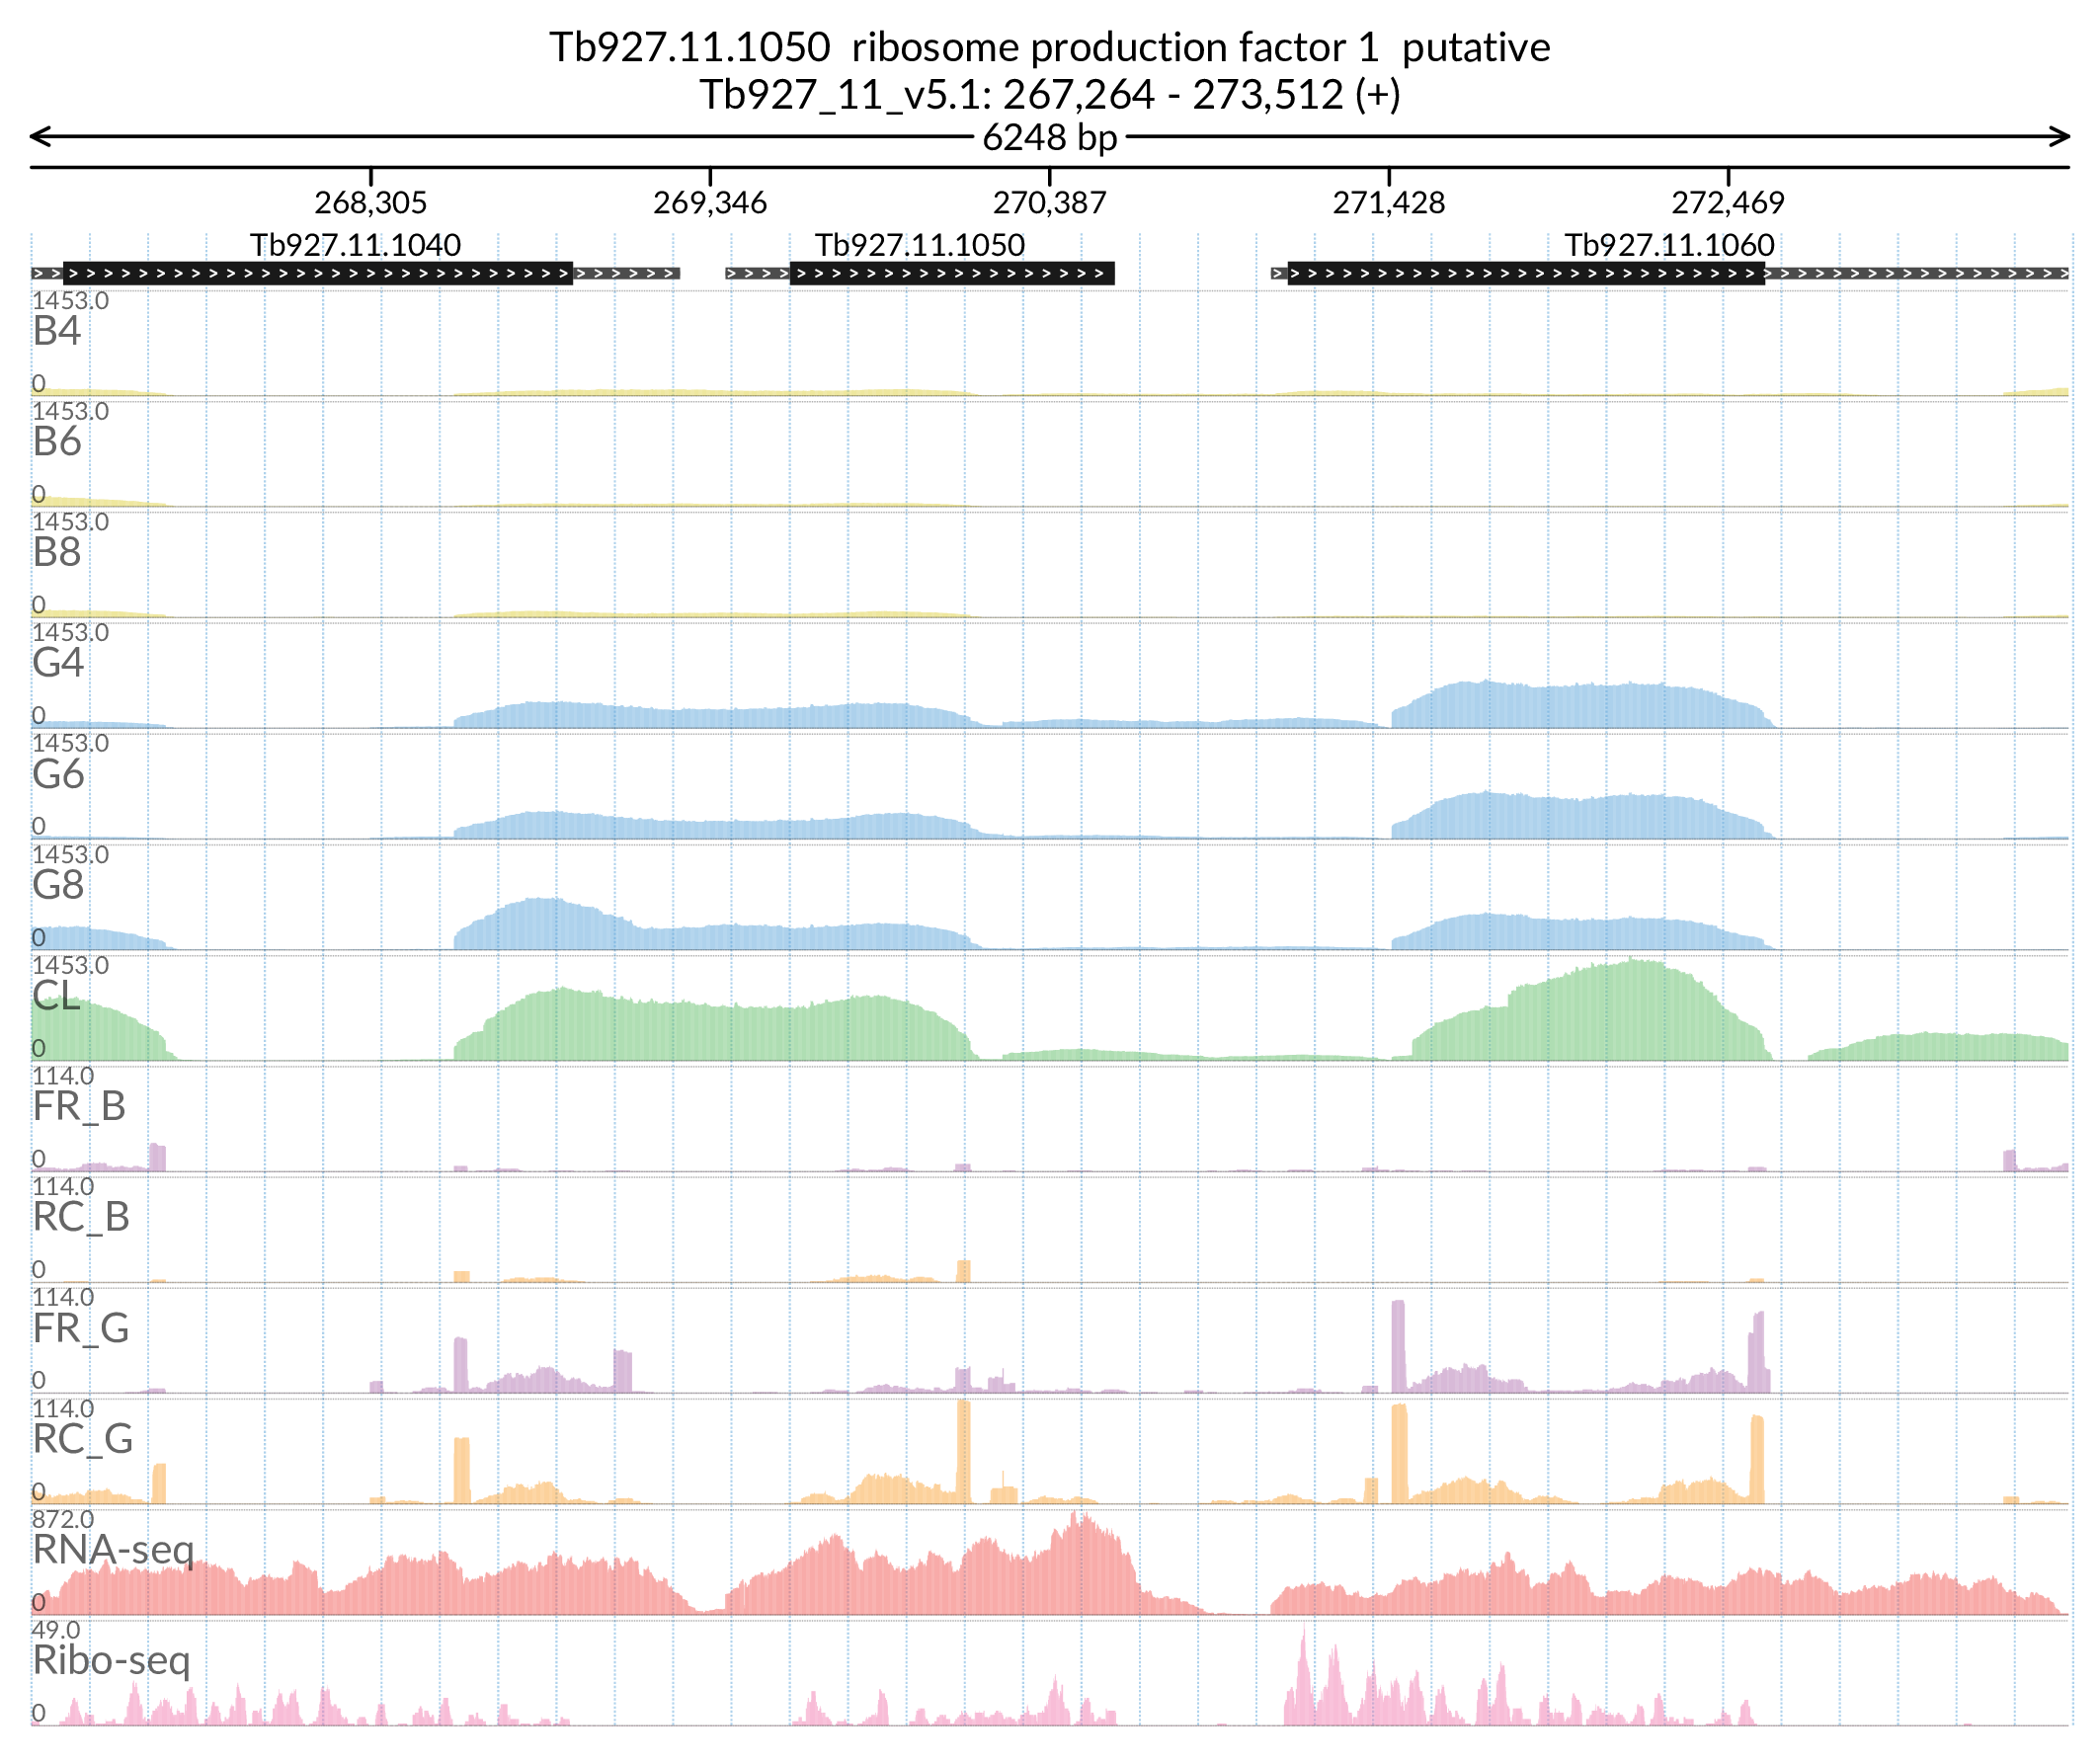 Tb927.11.1050 ribosome production factor 1 putative
Tb927_11_v5.1: 267,264 - 273,512 (+)
6248 bp
268,305 269,346 270,387 271,428 272,469
Tb927.11.1040 Tb927.11.1050 Tb927.11.1060
1453.0
B4
0
1453.0
B6
0
1453.0
B8
0
1453.0
G4
0
1453.0
G6
0
1453.0
G8
0
1453.0
CL
0
114.0
FR_B
0
114.0
RC_B
0
114.0
FR_G
0
114.0
RC_G
0
872.0
RNA-seq
0
49.0
Ribo-seq
0